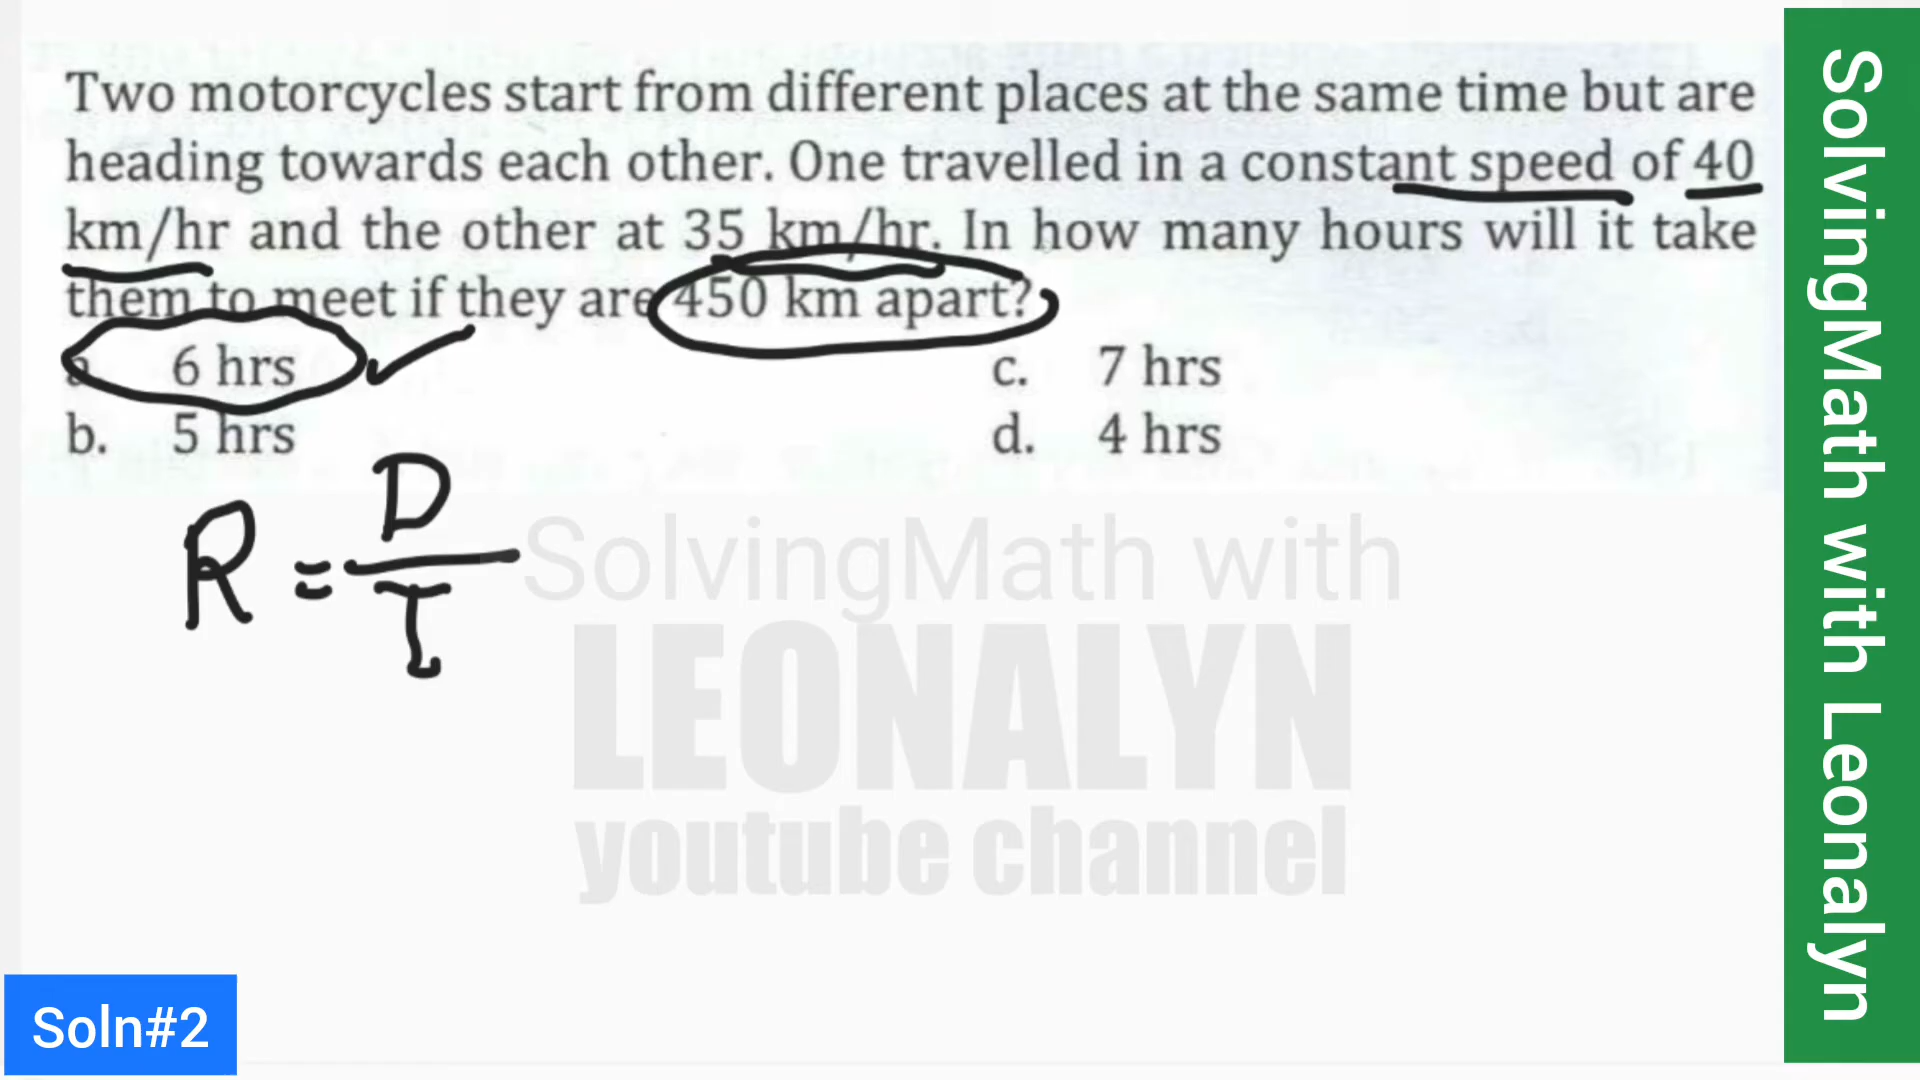 Two motorcycles start from different places at the same time but are
heading towards each other. One travelled in a constant speed of 40
km/hr and the other at 35 km/hr. In how many hours will it take
them to meet if they are 450 km apart?
a. 6 hrs
c. 7 hrs
b. 5 hrs
d. 4 hrs
R = D
T
SolvingMath with
LEONALYN
youtube channel
Soln#2
SolvingMath with Leonalyn